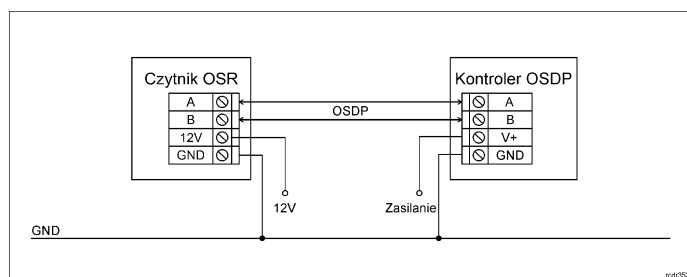 Czytnik OSR
A
B
12V
GND
OSDP
Kontroler OSDP
A
B
V+
GND
12V
Zasilanie
GND